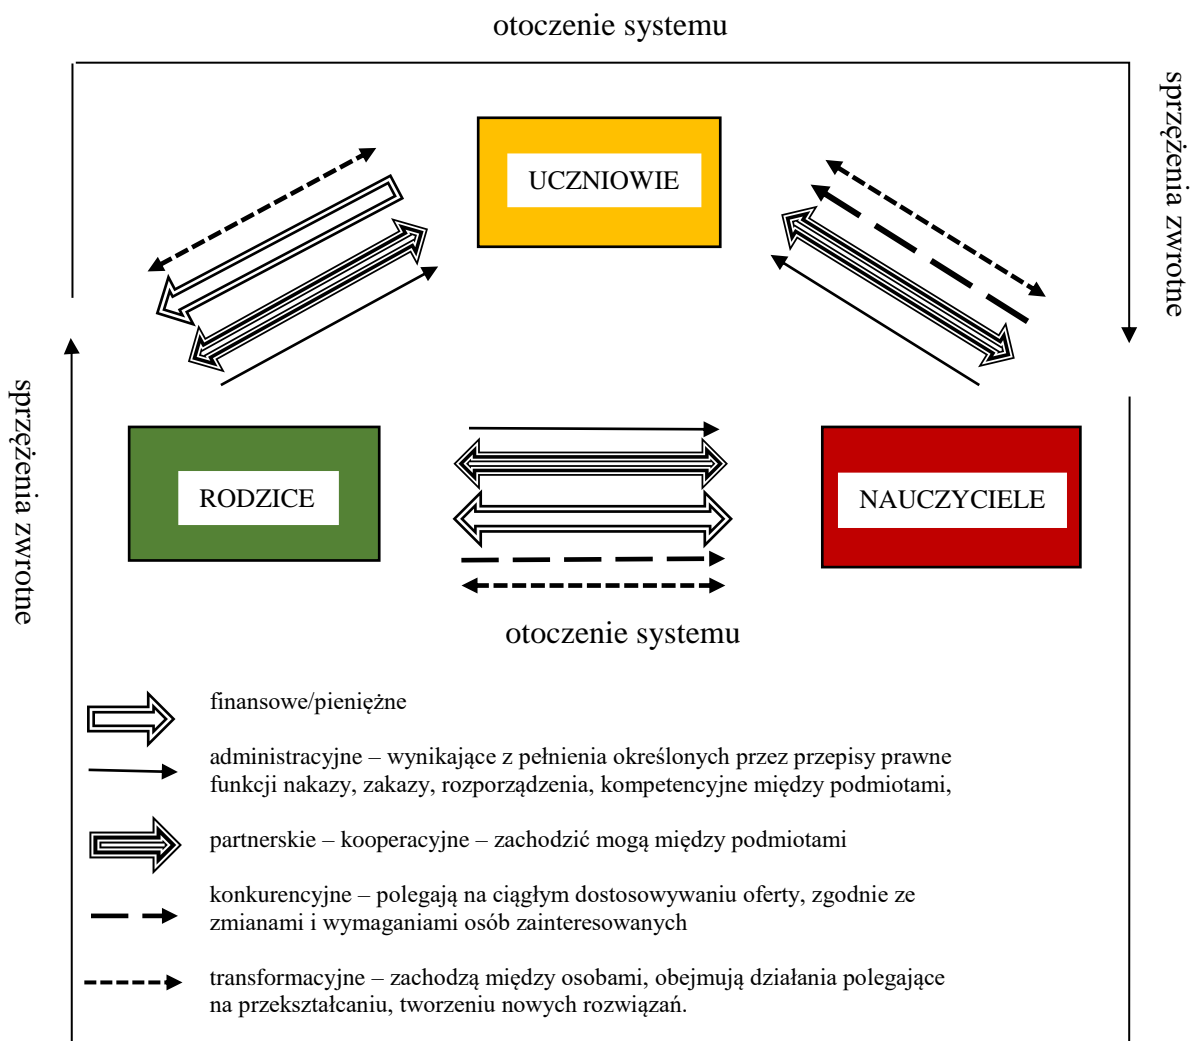 otoczenie systemu
sprzężenia zwrotne
UCZNIOWIE
sprzężenia zwrotne
RODZICE
NAUCZYCIELE
otoczenie systemu
finansowe/pieniężne
administracyjne – wynikające z pełnienia określonych przez przepisy prawne
funkcji nakazy, zakazy, rozporządzenia, kompetencyjne między podmiotami,
partnerskie – kooperacyjne – zachodzić mogą między podmiotami
konkurencyjne – polegają na ciągłym dostosowywaniu oferty, zgodnie ze
zmianami i wymaganiami osób zainteresowanych
transformacyjne – zachodzą między osobami, obejmują działania polegające
na przekształcaniu, tworzeniu nowych rozwiązań.